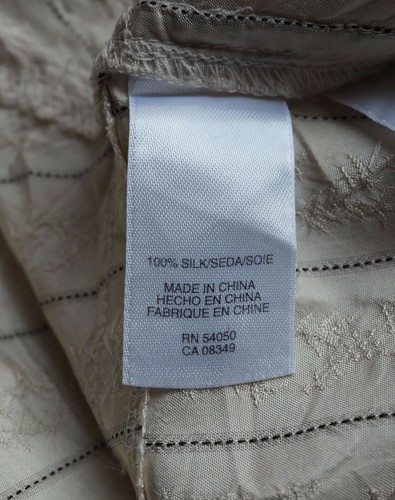 100% SILK/SEDA/SOIE
MADE IN CHINA
HECHO EN CHINA
FABRIQUE EN CHINE
RN 54050
CA 08349